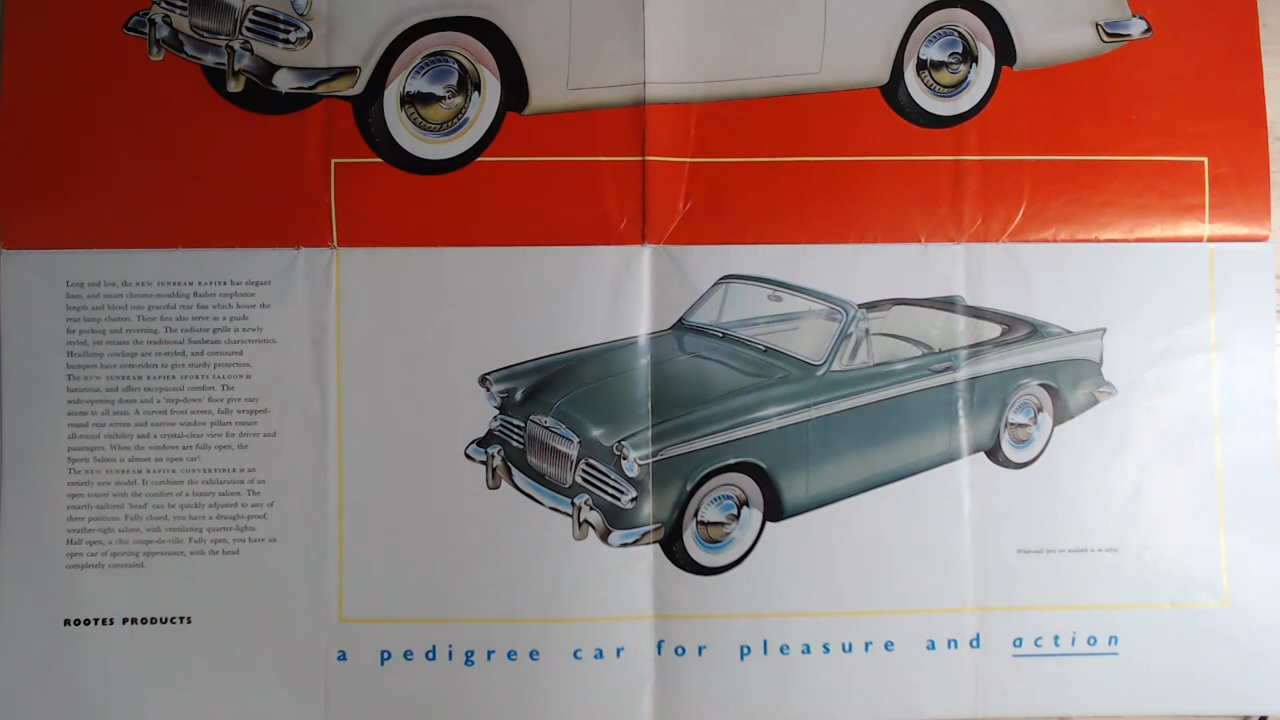 Long and low, the NEW SUNBEAM RAPIER has elegant
lines, and smart chrome-moulding flashes emphasise
length and blend into graceful rear fins which house the
rear lamp clusters. These fins also serve as a guide
for parking and reversing. The radiator grille is newly
styled, yet retains the traditional Sunbeam characteristics.
Headlamp cowlings are re-styled, and contoured
bumpers have over-riders to give sturdy protection.
The NEW SUNBEAM RAPIER SPORTS SALOON is
luxurious, and offers exceptional comfort. The
wide-opening doors and a 'step-down' floor give easy
access to all seats. A curved front screen, fully wrapped-
round rear screen and narrow window pillars ensure
all-round visibility and a crystal-clear view for driver and
passengers. When the windows are fully open, the
Sports Saloon is almost an open car!
The NEW SUNBEAM RAPIER CONVERTIBLE is an
entirely new model. It combines the exhilaration of an
open tourer with the comfort of a luxury saloon. The
smartly-tailored 'head' can be quickly adjusted to any of
three positions. Fully closed, you have a draught-proof,
weather-tight saloon, with ventilating quarter-lights.
Half open, a chic coupe-de-ville. Fully open, you have an
open car of sporting appearance, with the head
completely concealed.
ROOTES PRODUCTS
Whitewall tyres are available as an extra.
a pedigree car for pleasure and action